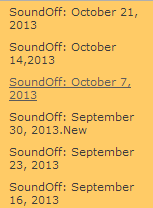 SoundOff: October 21,
2013
SoundOff: October
14,2013
SoundOff: October 7,
2013
SoundOff: September
30, 2013.New
SoundOff: September
23, 2013
SoundOff: September
16, 2013